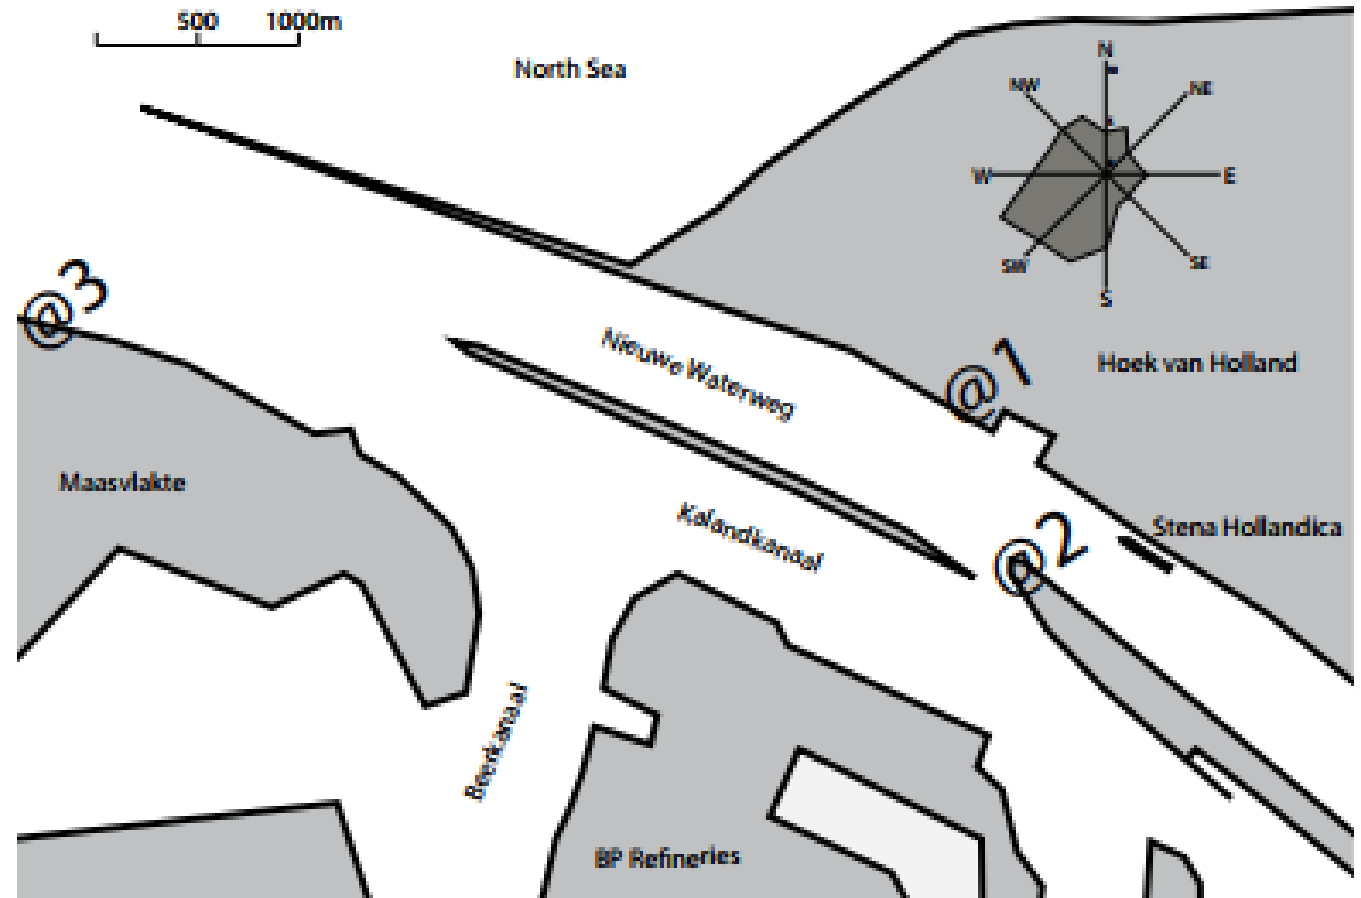 500 1000m
North Sea
N
NW
NE
W
E
SW
SE
S
@3
Nieuwe Waterweg
@1
Hoek van Holland
Maasvlakte
Kalandkanaal
@2
Stena Hollandica
Beerkanaal
BP Refineries